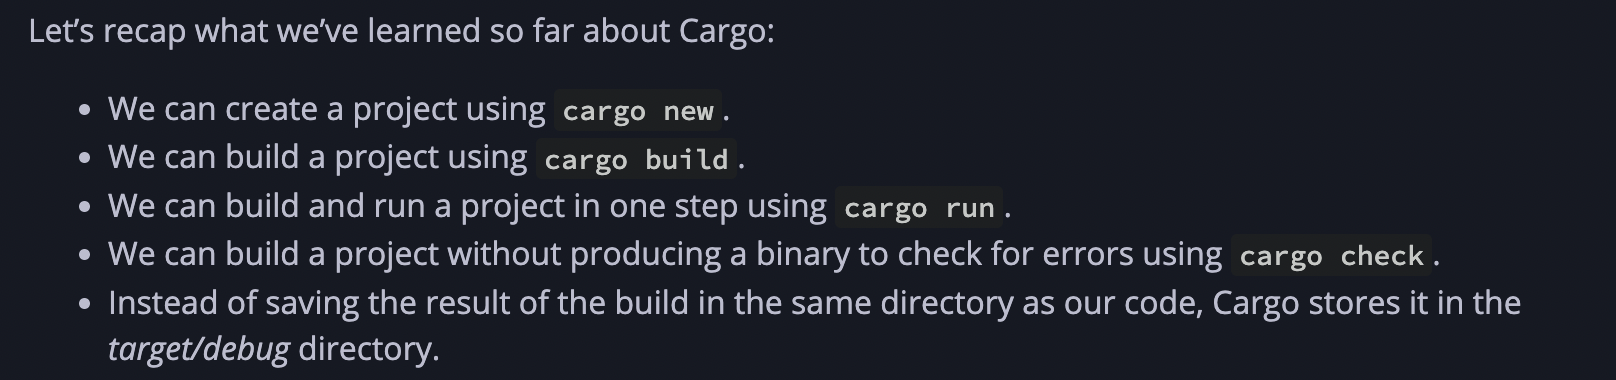 Let’s recap what we’ve learned so far about Cargo:
• We can create a project using cargo new.
• We can build a project using cargo build.
• We can build and run a project in one step using cargo run.
• We can build a project without producing a binary to check for errors using cargo check.
• Instead of saving the result of the build in the same directory as our code, Cargo stores it in the
target/debug directory.